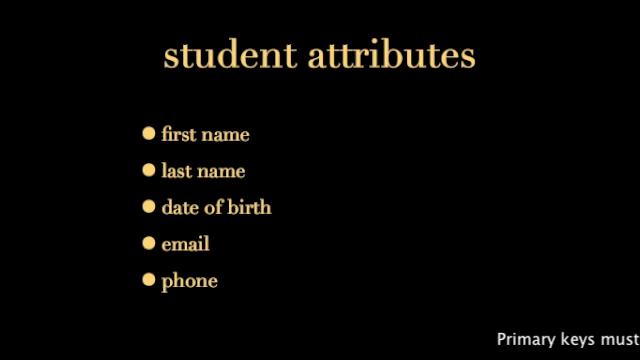 student attributes
first name
last name
date of birth
email
phone
Primary keys must